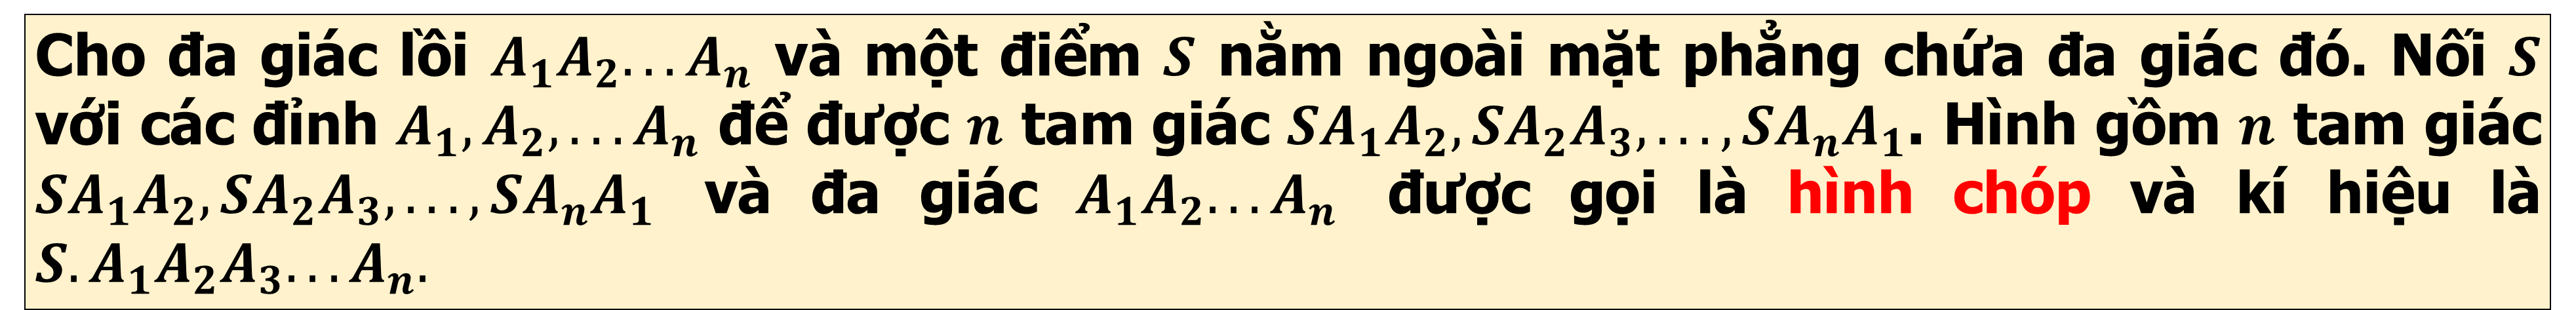 Cho đa giác lồi A₁A₂...Aₙ và một điểm S nằm ngoài mặt phẳng chứa đa giác đó. Nối S
với các đỉnh A₁,A₂,...Aₙ để được n tam giác SA₁A₂,SA₂A₃,...,SAₙA₁. Hình gồm n tam giác
SA₁A₂,SA₂A₃,...,SAₙA₁ và đa giác A₁A₂...Aₙ được gọi là hình chóp và kí hiệu là
S.A₁A₂A₃...Aₙ.